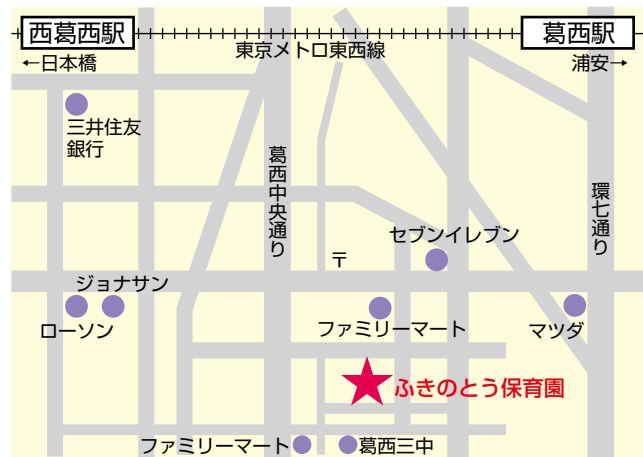 西葛西駅
葛西駅
東京メトロ東西線
←日本橋
浦安→
三井住友
銀行
葛西中央通り
環七通り
セブンイレブン
〒
ジョナサン
ローソン
ファミリーマート
マツダ
ふきのとう保育園
ファミリーマート
葛西三中